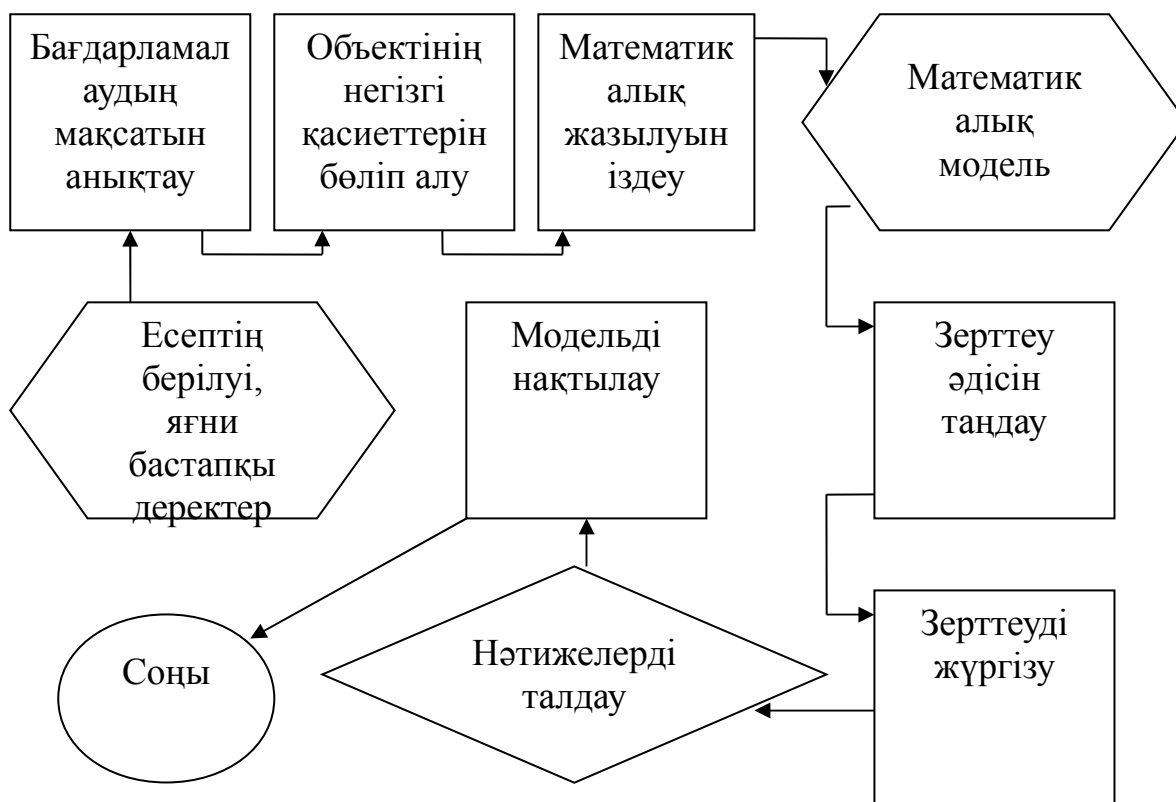 Бағдарламал
аудың
мақсатын
анықтау
Объектінің
негізгі
қасиеттерін
бөліп алу
Математик
алық
жазылуын
іздеу
Математик
алық
модель
Есептің
берілуі,
яғни
бастапқы
деректер
Модельді
нақтылау
Зерттеу
әдісін
таңдау
Соңы
Нәтижелерді
талдау
Зерттеуді
жүргізу